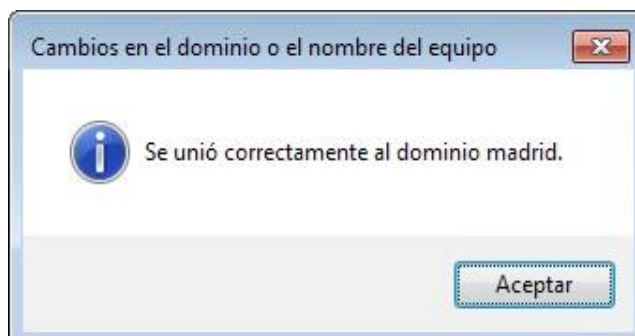 Cambios en el dominio o el nombre del equipo
Se unió correctamente al dominio madrid.
Aceptar